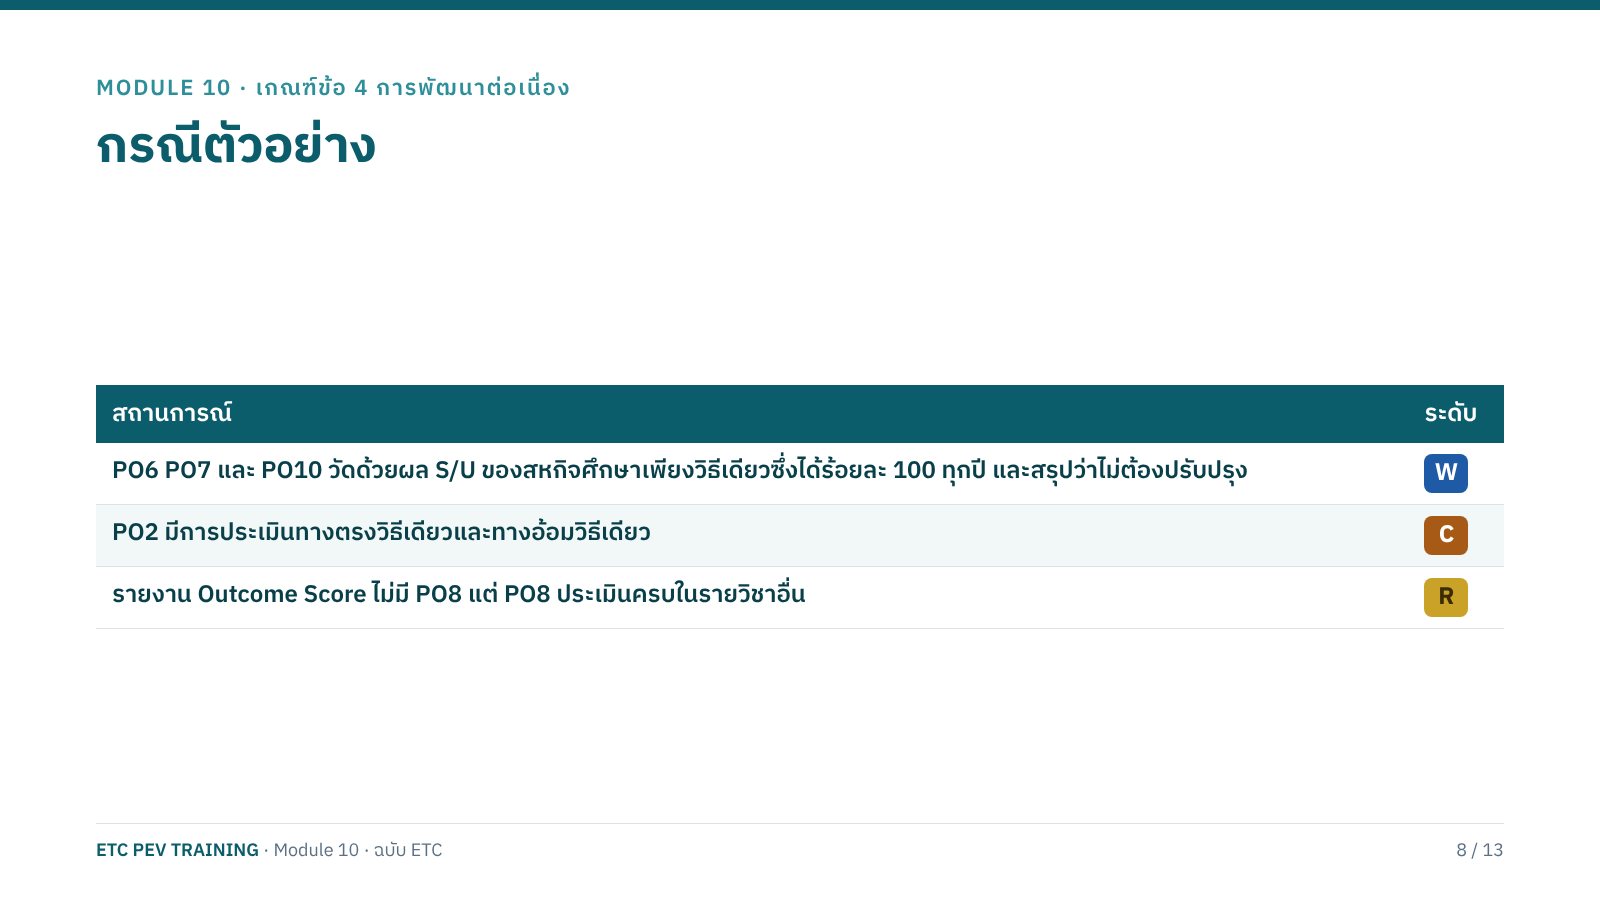 MODULE 10 · เกณฑ์ข้อ 4 การพัฒนาต่อเนื่อง
กรณีตัวอย่าง
สถานการณ์ ระดับ
PO6 PO7 และ PO10 วัดด้วยผล S/U ของสหกิจศึกษาเพียงวิธีเดียวซึ่งได้ร้อยละ 100 ทุกปี และสรุปว่าไม่ต้องปรับปรุง W
PO2 มีการประเมินทางตรงวิธีเดียวและทางอ้อมวิธีเดียว C
รายงาน Outcome Score ไม่มี PO8 แต่ PO8 ประเมินครบในรายวิชาอื่น R
ETC PEV TRAINING · Module 10 · ฉบับ ETC 8 / 13